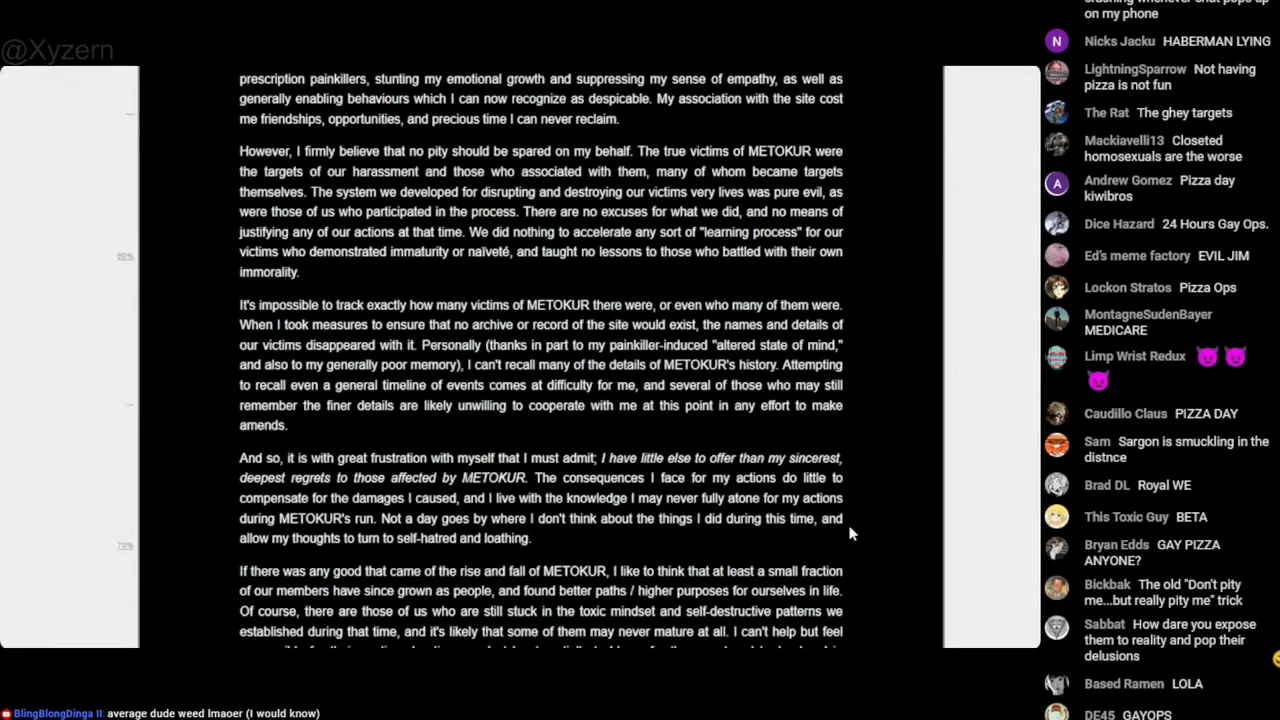 @Xyzern
prescription painkillers, stunting my emotional growth and suppressing my sense of empathy, as well as
generally enabling behaviours which I can now recognize as despicable. My association with the site cost
me friendships, opportunities, and precious time I can never reclaim.
However, I firmly believe that no pity should be spared on my behalf. The true victims of METOKUR were
the targets of our harassment and those who associated with them, many of whom became targets
themselves. The system we developed for disrupting and destroying our victims very lives was pure evil, as
were those of us who participated in the process. There are no excuses for what we did, and no means of
justifying any of our actions at that time. We did nothing to accelerate any sort of "learning process" for our
victims who demonstrated immaturity or naïveté, and taught no lessons to those who battled with their own
immorality.
It's impossible to track exactly how many victims of METOKUR there were, or even who many of them were.
When I took measures to ensure that no archive or record of the site would exist, the names and details of
our victims disappeared with it. Personally (thanks in part to my painkiller-induced "altered state of mind,"
and also to my generally poor memory), I can't recall many of the details of METOKUR's history. Attempting
to recall even a general timeline of events comes at difficulty for me, and several of those who may still
remember the finer details are likely unwilling to cooperate with me at this point in any effort to make
amends.
And so, it is with great frustration with myself that I must admit; I have little else to offer than my sincerest,
deepest regrets to those affected by METOKUR. The consequences I face for my actions do little to
compensate for the damages I caused, and I live with the knowledge I may never fully atone for my actions
during METOKUR's run. Not a day goes by where I don't think about the things I did during this time, and
allow my thoughts to turn to self-hatred and loathing.
If there was any good that came of the rise and fall of METOKUR, I like to think that at least a small fraction
of our members have since grown as people, and found better paths / higher purposes for ourselves in life.
Of course, there are those of us who are still stuck in the toxic mindset and self-destructive patterns we
established during that time, and it's likely that some of them may never mature at all. I can't help but feel
on my phone
N Nicks Jacku HABERMAN LYING
LightningSparrow Not having
pizza is not fun
The Rat The ghey targets
Mackiavelli13 Closeted
homosexuals are the worse
A Andrew Gomez Pizza day
kiwibros
Dice Hazard 24 Hours Gay Ops.
Ed's meme factory EVIL JIM
Lockon Stratos Pizza Ops
MontagneSudenBayer
MEDICARE
Limp Wrist Redux
Caudillo Claus PIZZA DAY
Sam Sargon is smuckling in the
distnce
Brad DL Royal WE
This Toxic Guy BETA
Bryan Edds GAY PIZZA
ANYONE?
Bickbak The old "Don't pity
me...but really pity me" trick
Sabbat How dare you expose
them to reality and pop their
delusions
Based Ramen LOLA
DE45 GAYOPS
BlingBlongDinga II: average dude weed lmaoer (I would know)